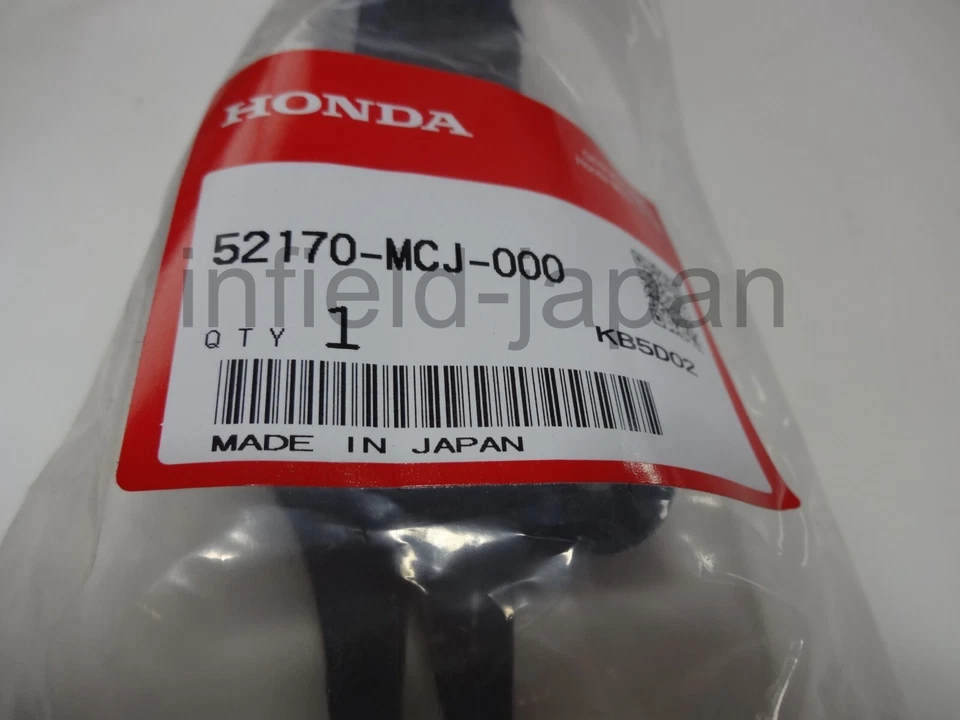 HONDA
52170-MCJ-000
infield-japan
QTY 1
KB5D02
MADE IN JAPAN